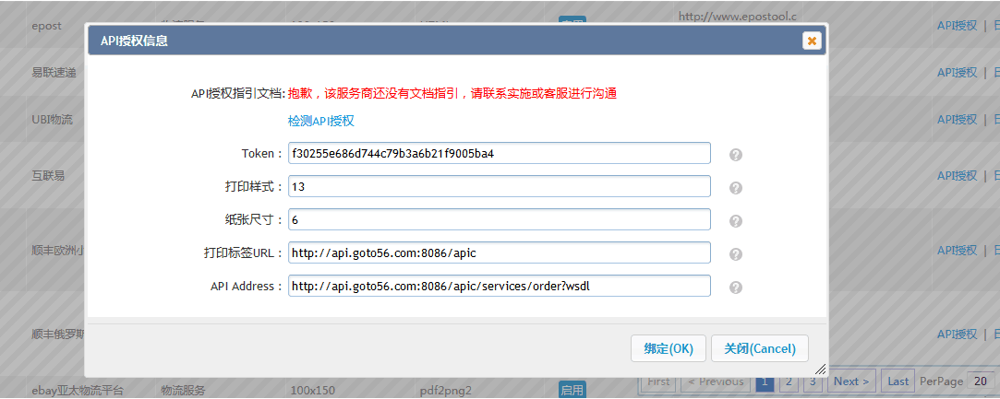 http://www.epostool.c
epost 物流服务 100x150 启用 API授权 |
API授权信息
易联速递 API授权 |
API授权指引文档: 抱歉，该服务商还没有文档指引，请联系实施或客服进行沟通
UBI物流 检测API授权 API授权 |
Token : f30255e686d744c79b3a6b21f9005ba4
互联易 打印样式 : 13 API授权 |
纸张尺寸 : 6
顺丰欧洲小 打印标签URL : http://api.goto56.com:8086/apic API授权 |
API Address : http://api.goto56.com:8086/apic/services/order?wsdl
顺丰俄罗斯 API授权 |
绑定(OK) 关闭(Cancel)
First < Previous 1 2 3 Next > Last PerPage 20
ebay亚太物流平台 物流服务 100x150 pdf2png2 启用